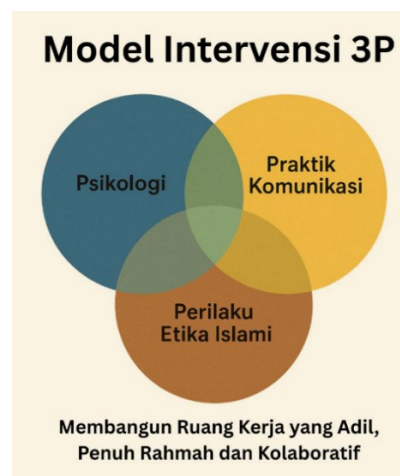 Model Intervensi 3P
Psikologi
Praktik
Komunikasi
Perilaku
Etika Islami
Membangun Ruang Kerja yang Adil,
Penuh Rahmah dan Kolaboratif